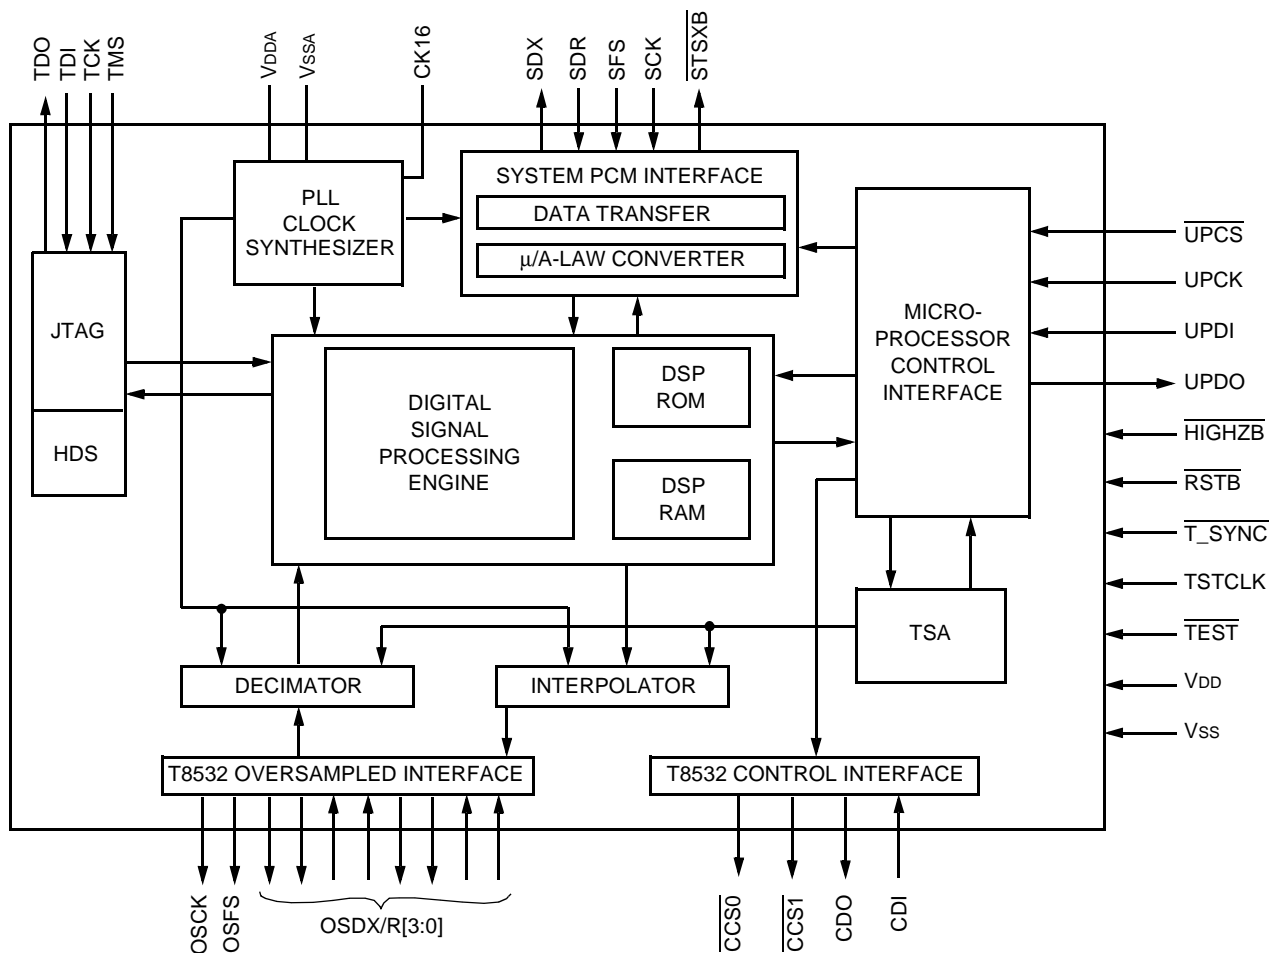 TDO
TDI
TCK
TMS
VDDA
VSSA
CK16
SDX
SDR
SFS
SCK
STSXB
SYSTEM PCM INTERFACE
DATA TRANSFER
μ/A-LAW CONVERTER
PLL
CLOCK
SYNTHESIZER
JTAG
HDS
DIGITAL
SIGNAL
PROCESSING
ENGINE
DSP
ROM
DSP
RAM
MICRO-
PROCESSOR
CONTROL
INTERFACE
UPCS
UPCK
UPDI
UPDO
HIGHZB
RSTB
T_SYNC
TSTCLK
TEST
VDD
VSS
TSA
DECIMATOR
INTERPOLATOR
T8532 OVERSAMPLED INTERFACE
T8532 CONTROL INTERFACE
OSCK
OSFS
OSDX/R[3:0]
CCS0
CCS1
CDO
CDI